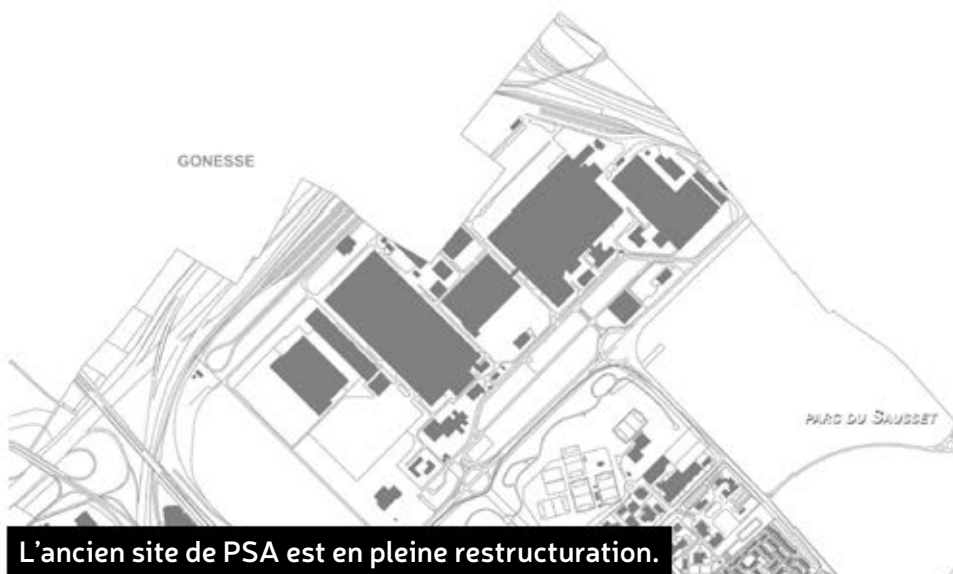 GONESSE
PARC DU SAUSSET
L'ancien site de PSA est en pleine restructuration.